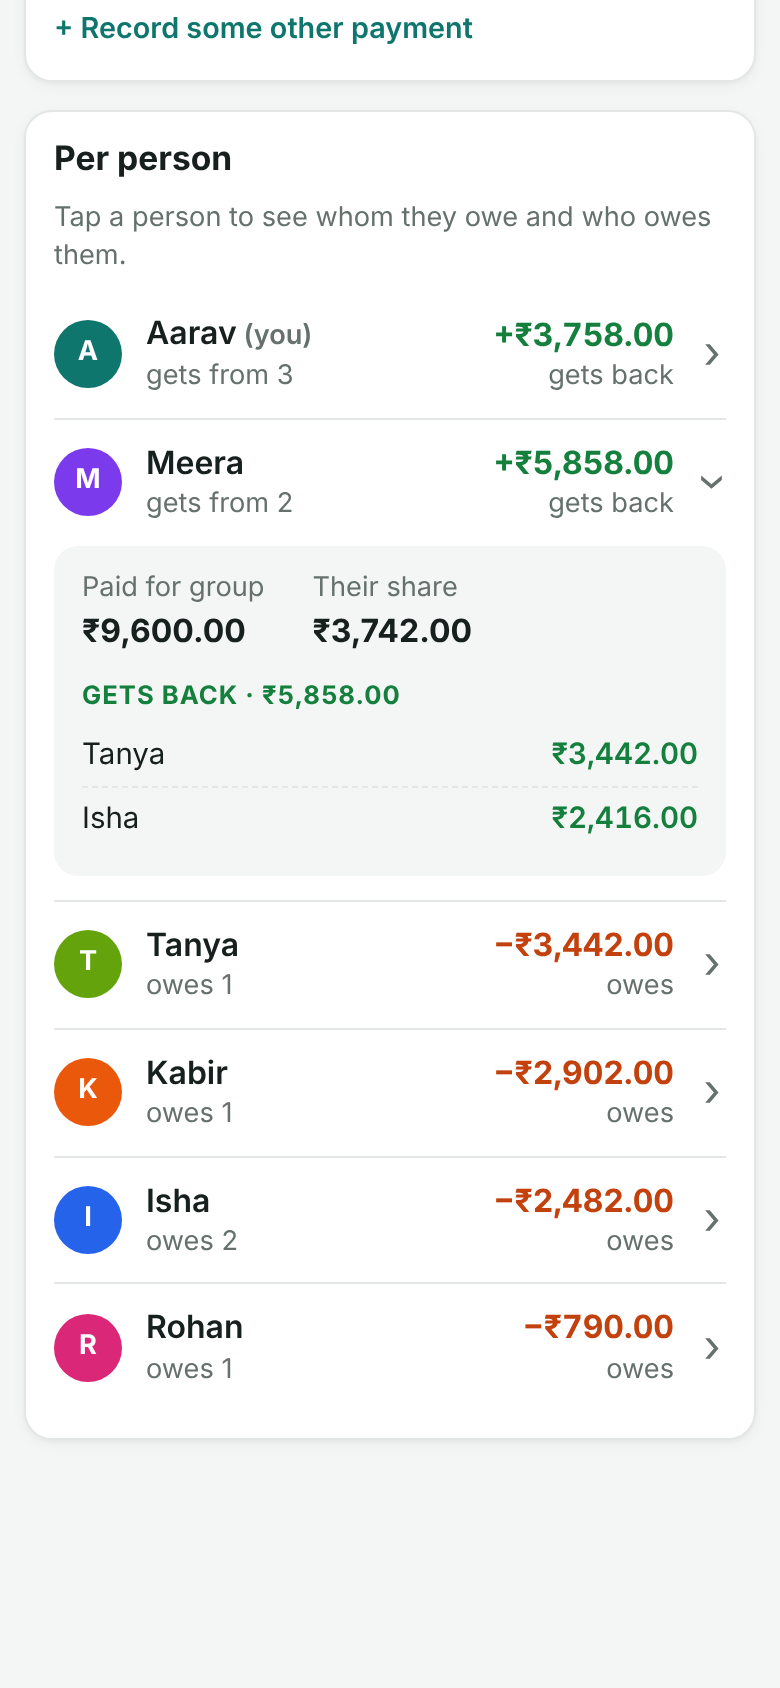 + Record some other payment
Per person
Tap a person to see whom they owe and who owes
them.
A
Aarav (you)
+₹3,758.00
gets from 3
gets back
M
Meera
+₹5,858.00
gets from 2
gets back
Paid for group
Their share
₹9,600.00
₹3,742.00
GETS BACK · ₹5,858.00
Tanya
₹3,442.00
Isha
₹2,416.00
T
Tanya
−₹3,442.00
owes 1
owes
K
Kabir
−₹2,902.00
owes 1
owes
I
Isha
−₹2,482.00
owes 2
owes
R
Rohan
−₹790.00
owes 1
owes